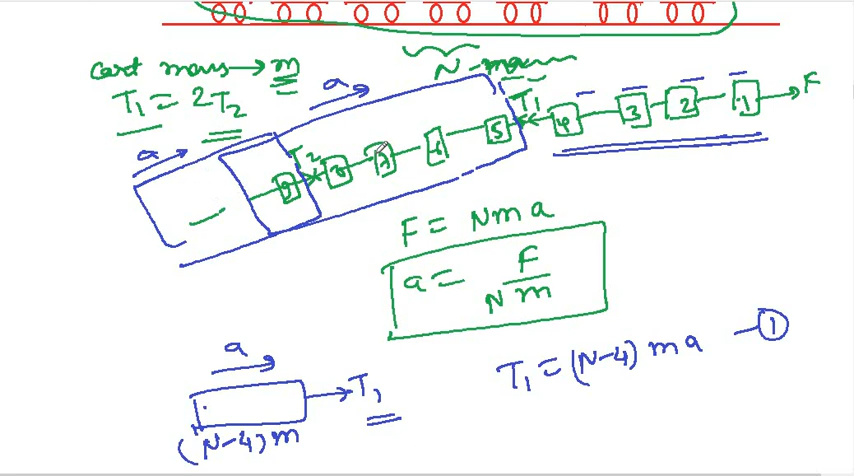 N-man
cart mass → m
T₁ = 2T₂
a →
a →
9 T₂ 8 7 6 5 T₁ 4 3 2 1 → F
F = Nma
a = F / Nm
a
→ T₁
(N-4)m
T₁ = (N-4)ma - ①